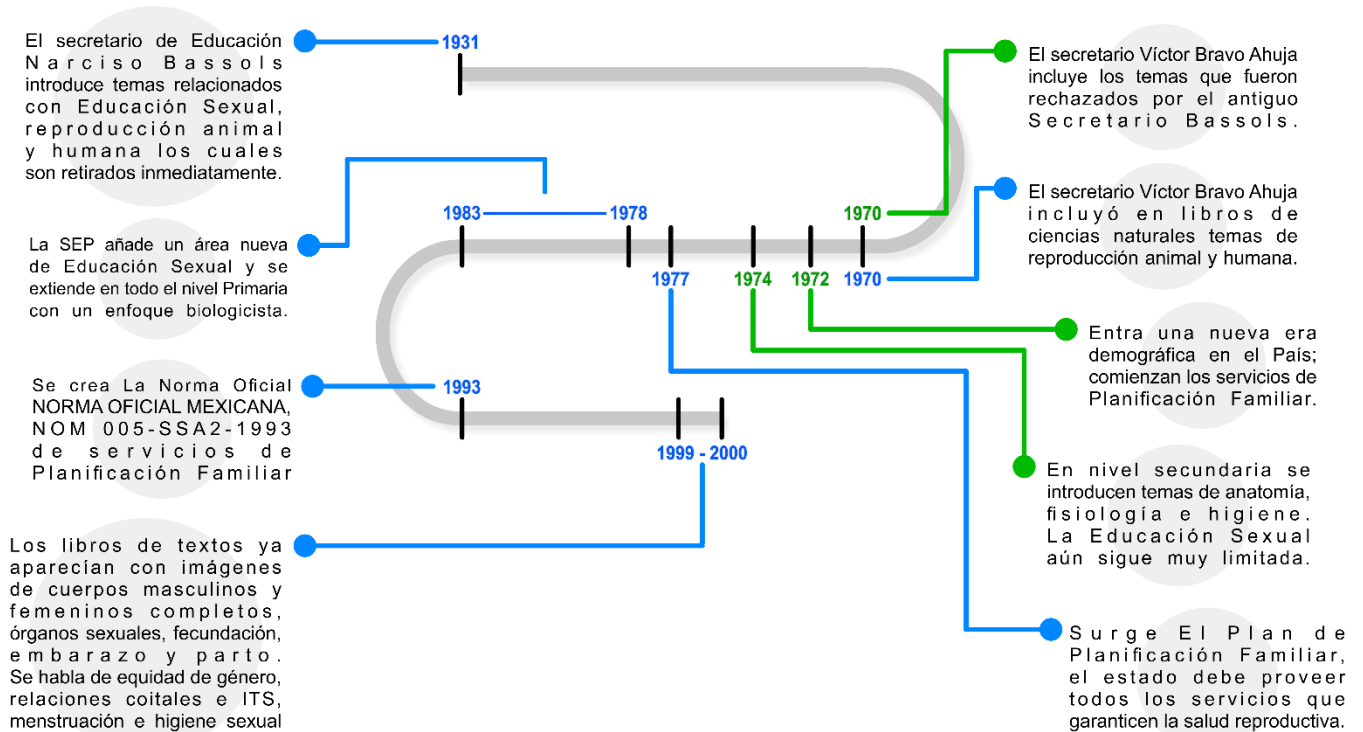 El secretario de Educación
Narciso Bassols
introduce temas relacionados
con Educación Sexual,
reproducción animal
y humana los cuales
son retirados inmediatamente.
1931
El secretario Víctor Bravo Ahuja
incluye los temas que fueron
rechazados por el antiguo
Secretario Bassols.
1970
El secretario Víctor Bravo Ahuja
incluyó en libros de
ciencias naturales temas de
reproducción animal y humana.
1970
1972
Entra una nueva era
demográfica en el País;
comienzan los servicios de
Planificación Familiar.
1974
En nivel secundaria se
introducen temas de anatomía,
fisiología e higiene.
La Educación Sexual
aún sigue muy limitada.
1977
Surge El Plan de
Planificación Familiar,
el estado debe proveer
todos los servicios que
garanticen la salud reproductiva.
1983
1978
La SEP añade un área nueva
de Educación Sexual y se
extiende en todo el nivel Primaria
con un enfoque biologicista.
1993
Se crea La Norma Oficial
NORMA OFICIAL MEXICANA,
NOM 005-SSA2-1993
de servicios de
Planificación Familiar
1999 - 2000
Los libros de textos ya
aparecían con imágenes
de cuerpos masculinos y
femeninos completos,
órganos sexuales, fecundación,
embarazo y parto.
Se habla de equidad de género,
relaciones coitales e ITS,
menstruación e higiene sexual